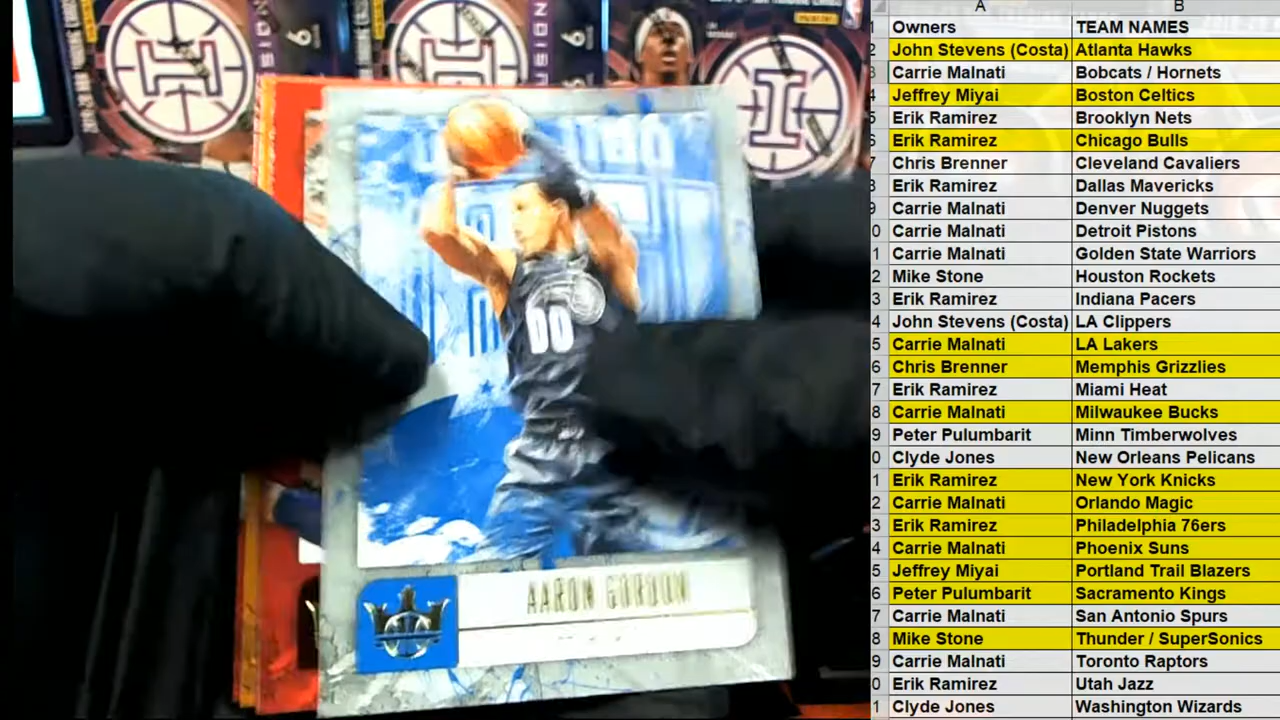 AARON GORDON
00
6
6
A B
Owners TEAM NAMES
2 John Stevens (Costa) Atlanta Hawks
3 Carrie Malnati Bobcats / Hornets
4 Jeffrey Miyai Boston Celtics
5 Erik Ramirez Brooklyn Nets
6 Erik Ramirez Chicago Bulls
7 Chris Brenner Cleveland Cavaliers
8 Erik Ramirez Dallas Mavericks
9 Carrie Malnati Denver Nuggets
0 Carrie Malnati Detroit Pistons
1 Carrie Malnati Golden State Warriors
2 Mike Stone Houston Rockets
3 Erik Ramirez Indiana Pacers
4 John Stevens (Costa) LA Clippers
5 Carrie Malnati LA Lakers
6 Chris Brenner Memphis Grizzlies
7 Erik Ramirez Miami Heat
8 Carrie Malnati Milwaukee Bucks
9 Peter Pulumbarit Minn Timberwolves
0 Clyde Jones New Orleans Pelicans
1 Erik Ramirez New York Knicks
2 Carrie Malnati Orlando Magic
3 Erik Ramirez Philadelphia 76ers
4 Carrie Malnati Phoenix Suns
5 Jeffrey Miyai Portland Trail Blazers
6 Peter Pulumbarit Sacramento Kings
7 Carrie Malnati San Antonio Spurs
8 Mike Stone Thunder / SuperSonics
9 Carrie Malnati Toronto Raptors
0 Erik Ramirez Utah Jazz
1 Clyde Jones Washington Wizards